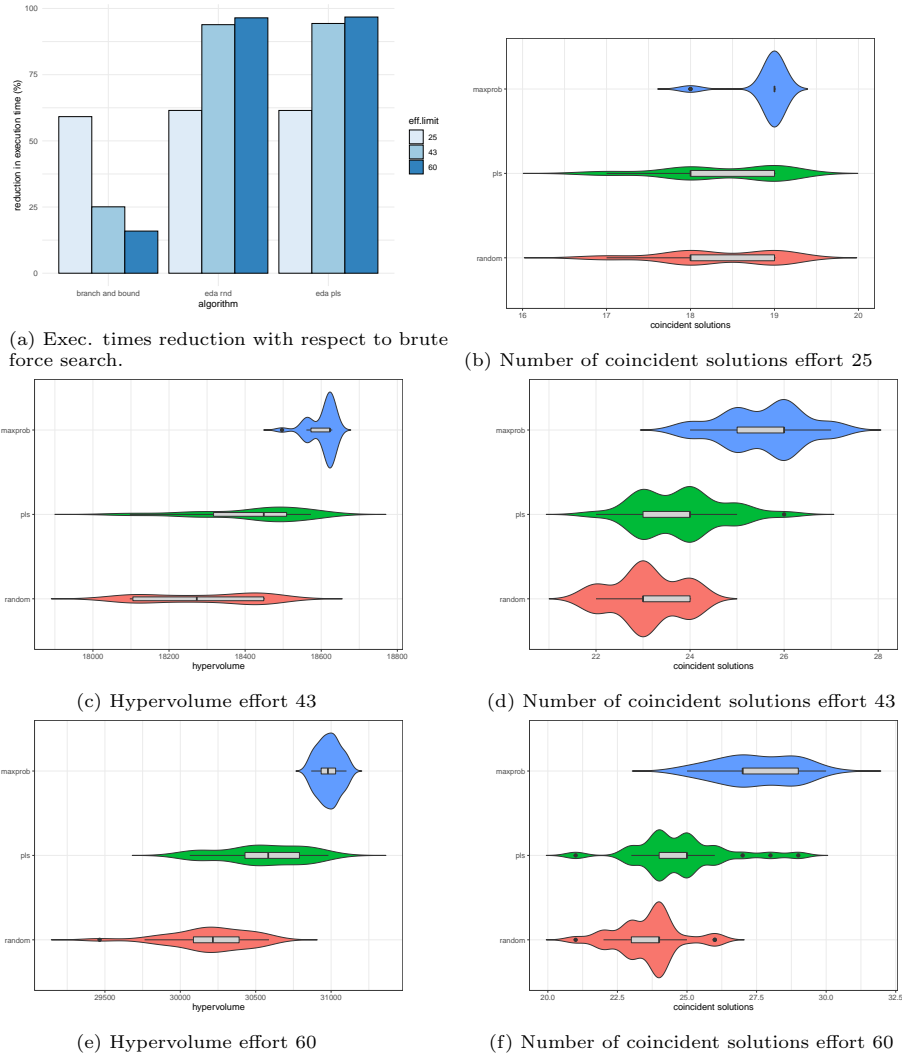 100
75
50
25
0
reduction in execution time (%)
branch and bound
eda rnd
eda pls
algorithm
eff.limit
25
43
60
(a) Exec. times reduction with respect to brute
force search.
maxprob
pls
random
16
17
18
19
20
coincident solutions
(b) Number of coincident solutions effort 25
maxprob
pls
random
18000
18200
18400
18600
18800
hypervolume
(c) Hypervolume effort 43
maxprob
pls
random
22
24
26
28
coincident solutions
(d) Number of coincident solutions effort 43
maxprob
pls
random
29500
30000
30500
31000
hypervolume
(e) Hypervolume effort 60
maxprob
pls
random
20.0
22.5
25.0
27.5
30.0
32.5
coincident solutions
(f) Number of coincident solutions effort 60